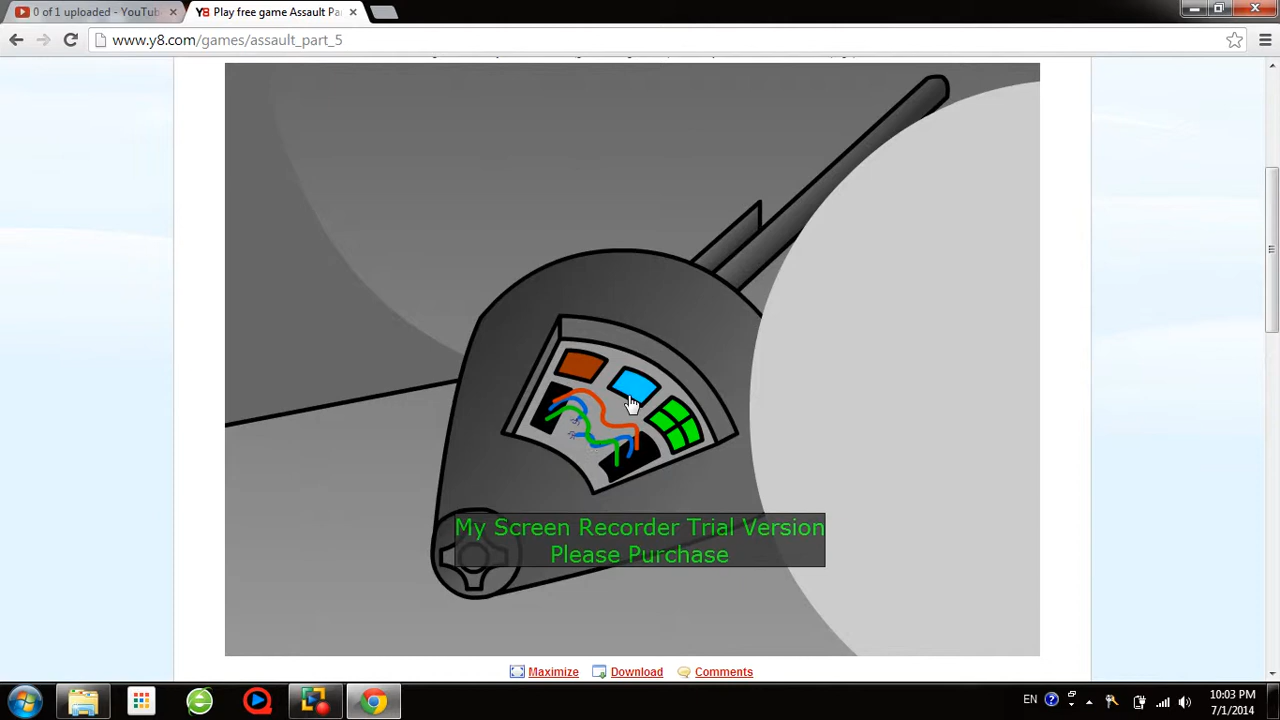 0 of 1 uploaded - YouTub
Play free game Assault Pa
www.y8.com/games/assault_part_5
My Screen Recorder Trial Version
Please Purchase
Maximize
Download
Comments
EN
10:03 PM
7/1/2014